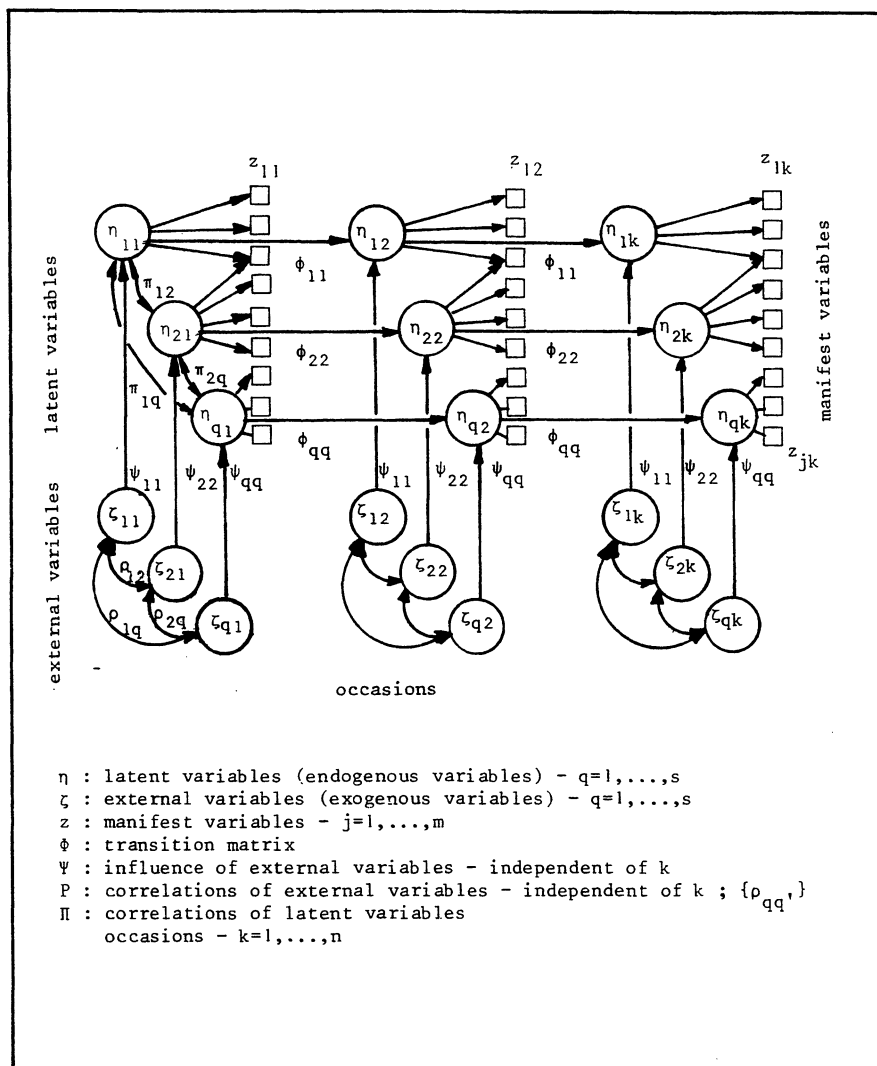 z11 z12 z1k
η11 η12 η1k
φ11 φ11
π12
η21 η22 η2k
φ22 φ22
π2q
π1q
ηq1 ηq2 ηqk
φqq φqq
zjk
latent variables
manifest variables
ψ11 ψ22 ψqq ψ11 ψ22 ψqq ψ11 ψ22 ψqq
ζ11 ζ12 ζ1k
ρ12
ζ21 ζ22 ζ2k
ρ1q ρ2q
ζq1 ζq2 ζqk
external variables
occasions
η : latent variables (endogenous variables) - q=1,...,s
ζ : external variables (exogenous variables) - q=1,...,s
z : manifest variables - j=1,...,m
Φ : transition matrix
Ψ : influence of external variables - independent of k
P : correlations of external variables - independent of k ; {ρqq'}
Π : correlations of latent variables
occasions - k=1,...,n